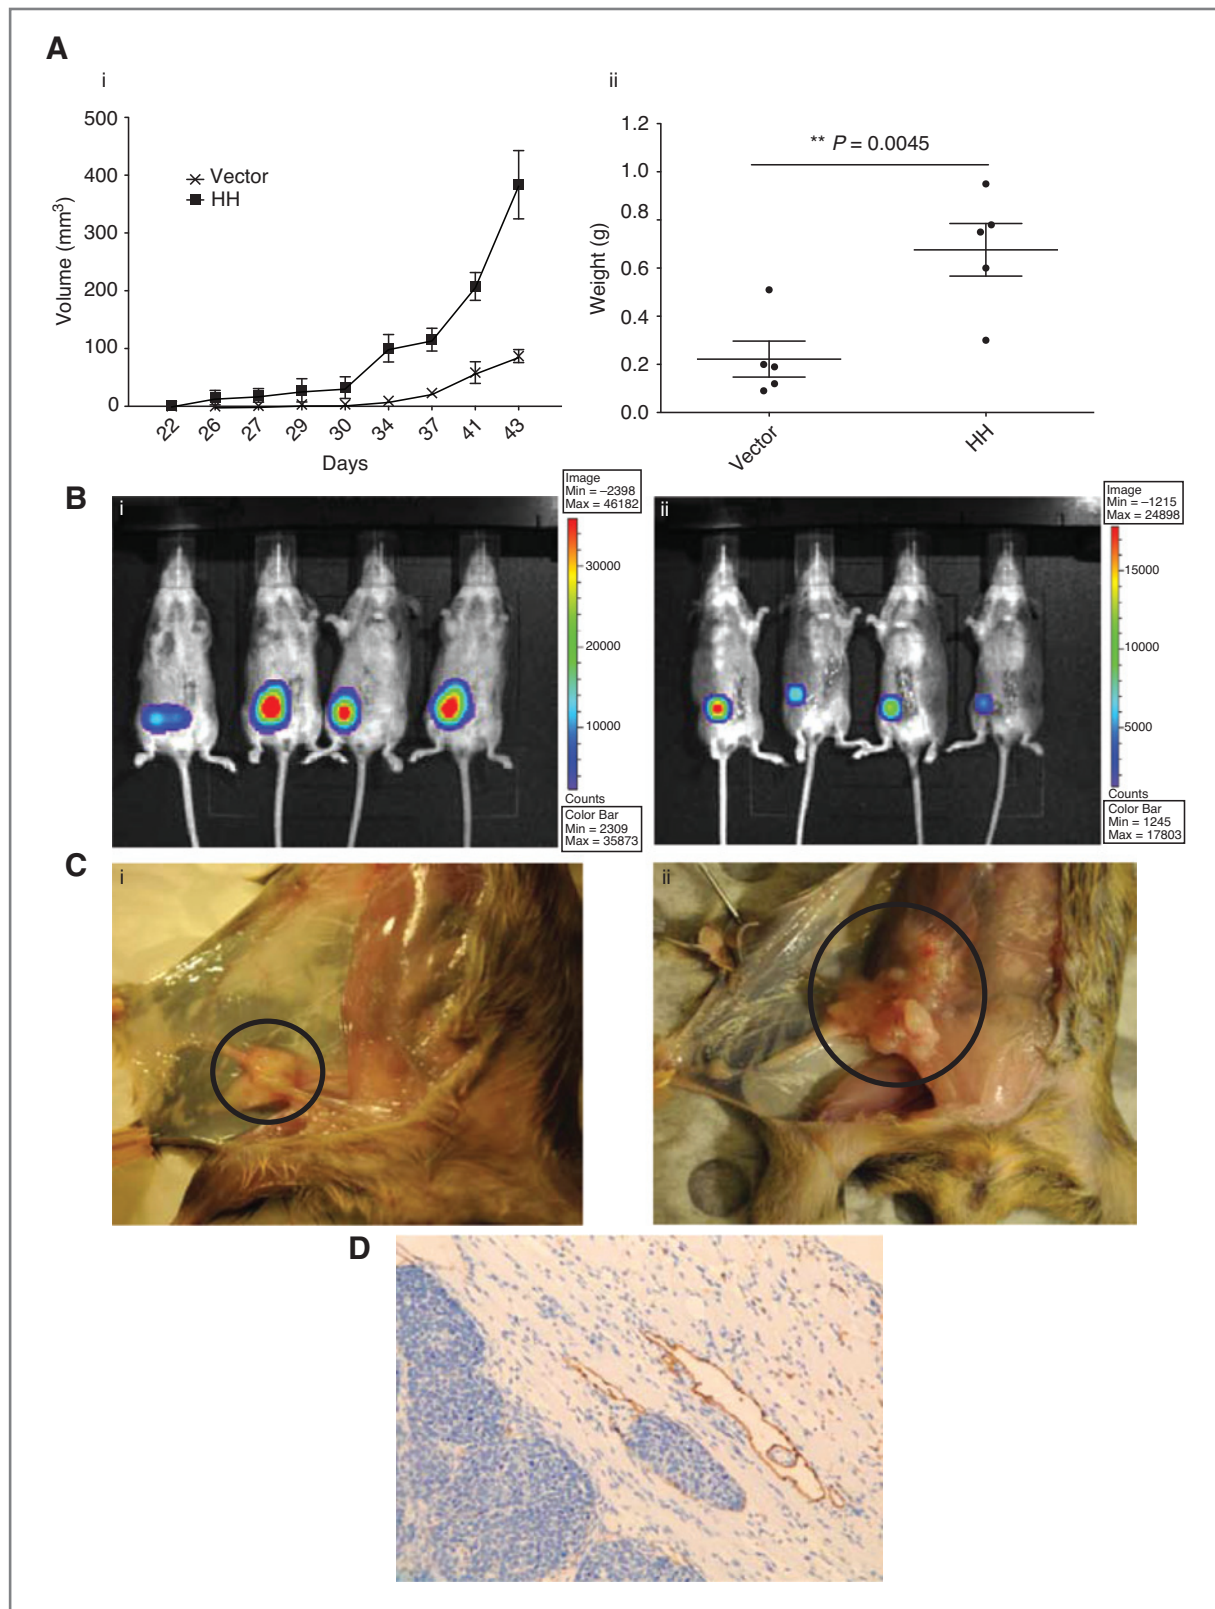 A
i
500
400
300
200
100
0
Volume (mm³)
Vector
HH
22
26
27
29
30
34
37
41
43
Days
ii
1.2
1.0
0.8
0.6
0.4
0.2
0.0
Weight (g)
** P = 0.0045
Vector
HH
B
i
Image
Min = –2398
Max = 46182
30000
20000
10000
Counts
Color Bar
Min = 2309
Max = 35873
ii
Image
Min = –1215
Max = 24898
15000
10000
5000
Counts
Color Bar
Min = 1245
Max = 17803
C
i
ii
D